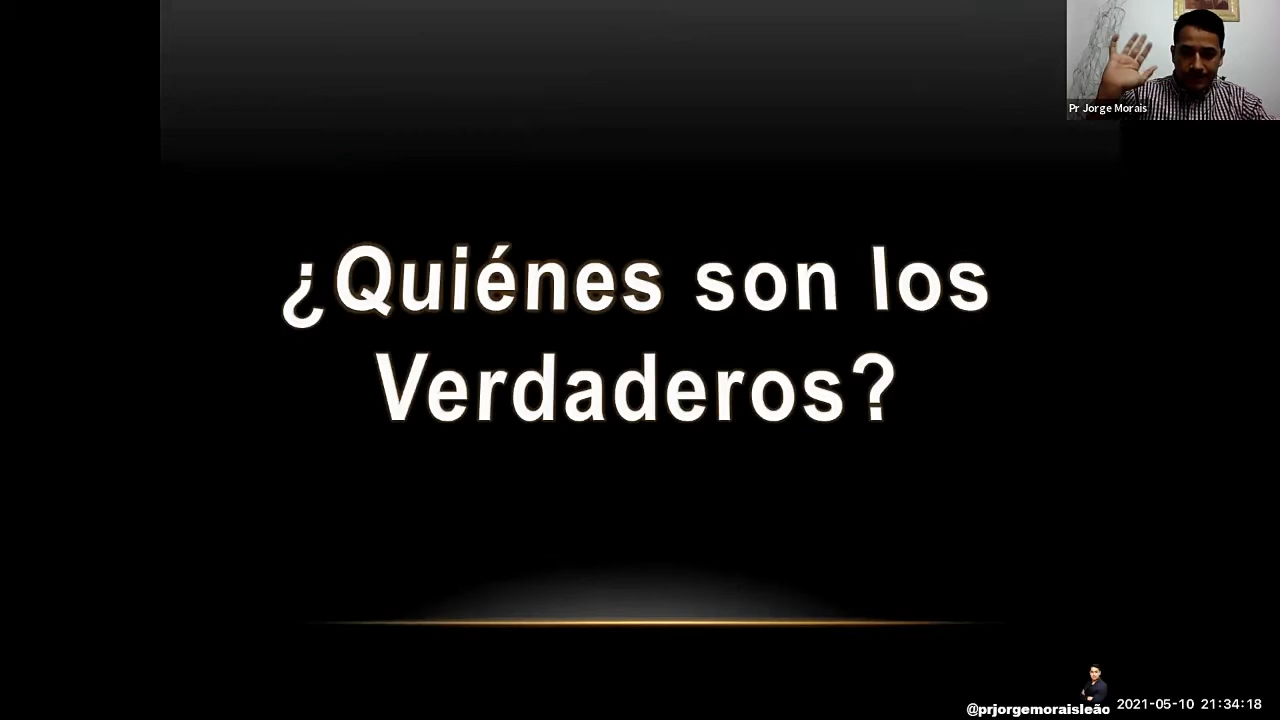 Pr Jorge Morais
¿Quiénes son los
Verdaderos?
@prjorgemoraisleão
2021-05-10 21:34:18